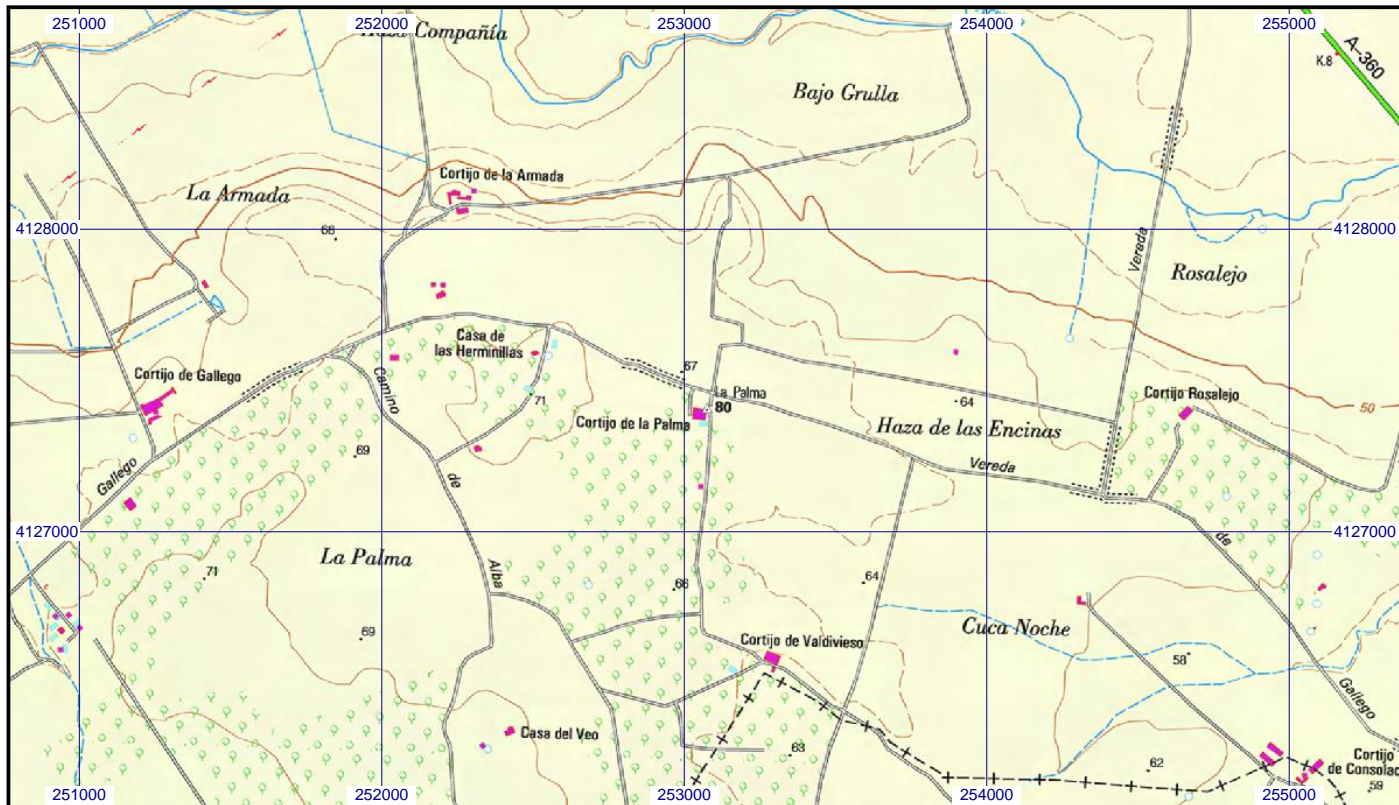 251000
252000
253000
254000
255000
Haza Compañía
A-360
K.8
Bajo Grulla
Cortijo de la Armada
La Armada
68
4128000
4128000
Vereda
Rosalejo
Casa de
las Herminillas
67
Cortijo de Gallego
Camino
71
La Palma
64
Cortijo Rosalejo
50
80
Cortijo de la Palma
Haza de las Encinas
69
Gallego
de
Vereda
4127000
4127000
de
La Palma
71
Alba
66
64
69
Cuca Noche
Cortijo de Valdivieso
58
Gallego
Casa del Veo
63
62
Cortijo
de Consolac
59
251000
252000
253000
254000
255000